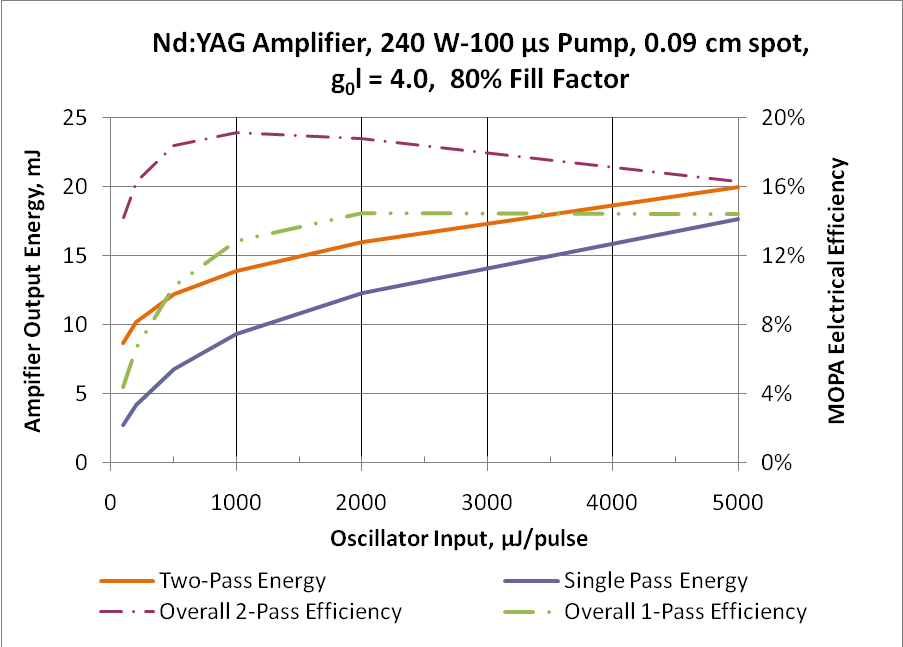 Nd:YAG Amplifier, 240 W-100 µs Pump, 0.09 cm spot,
g₀l = 4.0,  80% Fill Factor
Ampifier Output Energy, mJ
25
20
15
10
5
0
20%
16%
12%
8%
4%
0%
MOPA Eelctrical Efficiency
0 1000 2000 3000 4000 5000
Oscillator Input, µJ/pulse
Two-Pass Energy Single Pass Energy
Overall 2-Pass Efficiency Overall 1-Pass Efficiency